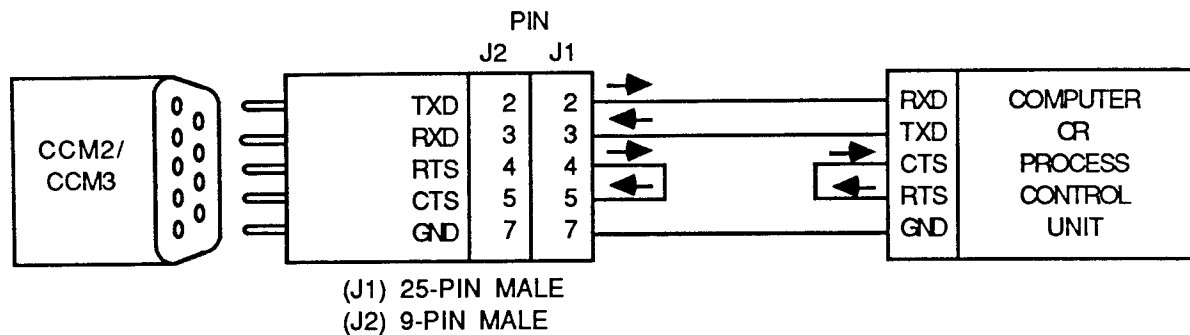 PIN
J2 J1
CCM2/
CCM3
TXD 2 2
RXD 3 3
RTS 4 4
CTS 5 5
GND 7 7
RXD COMPUTER
TXD CR
CTS PROCESS
RTS CONTROL
GND UNIT
(J1) 25-PIN MALE
(J2) 9-PIN MALE